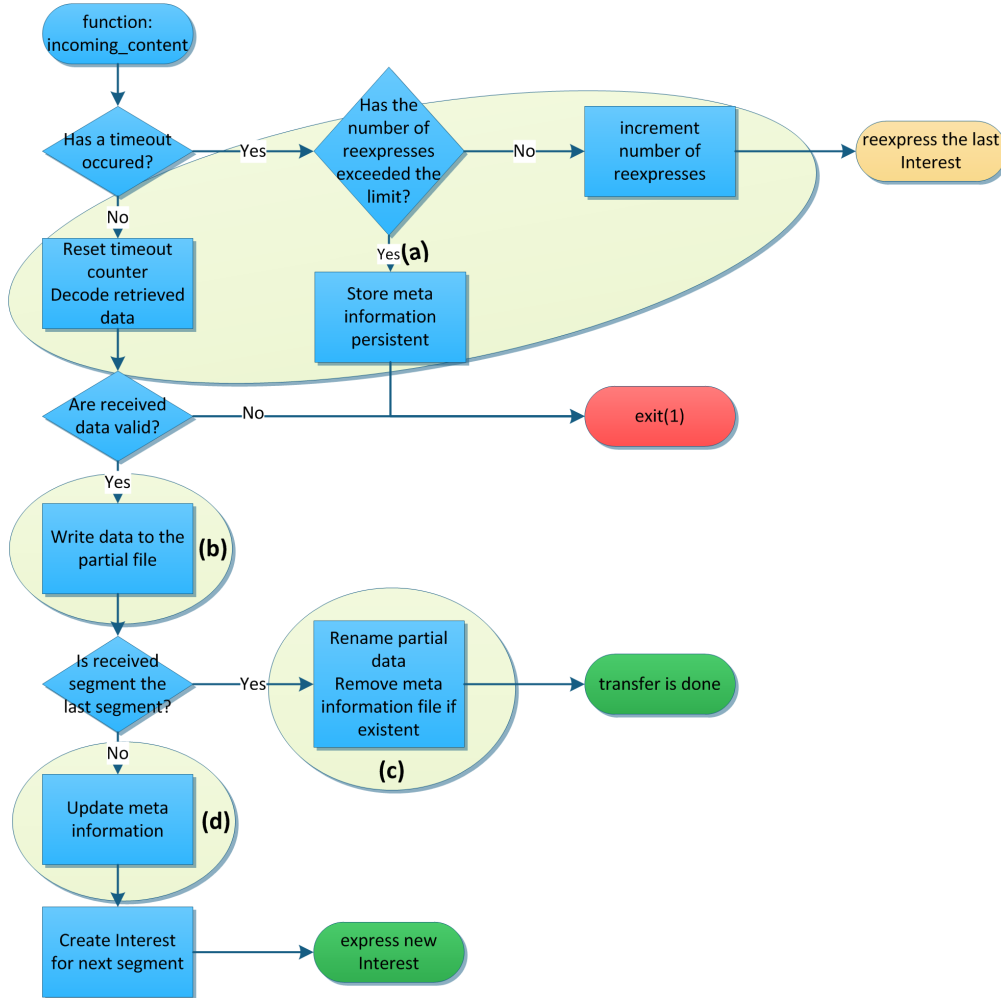 function:
incoming_content
Has a timeout
occured?
Yes
Has the
number of
reexpresses
exceeded the
limit?
No
increment
number of
reexpresses
reexpress the last
Interest
No
Yes
(a)
Reset timeout
counter
Decode retrieved
data
Store meta
information
persistent
Are received
data valid?
No
exit(1)
Yes
Write data to the
partial file
(b)
Is received
segment the
last segment?
Yes
Rename partial
data
Remove meta
information file if
existent
(c)
transfer is done
No
Update meta
information
(d)
Create Interest
for next segment
express new
Interest